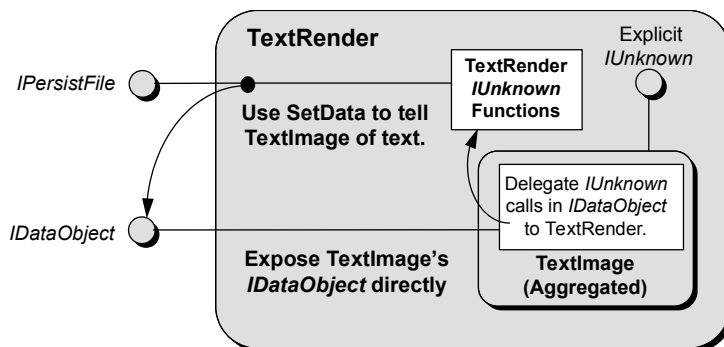 TextRender
Explicit
IUnknown
IPersistFile
TextRender
IUnknown
Functions
Use SetData to tell
TextImage of text.
Delegate IUnknown
calls in IDataObject
to TextRender.
IDataObject
Expose TextImage’s
IDataObject directly
TextImage
(Aggregated)